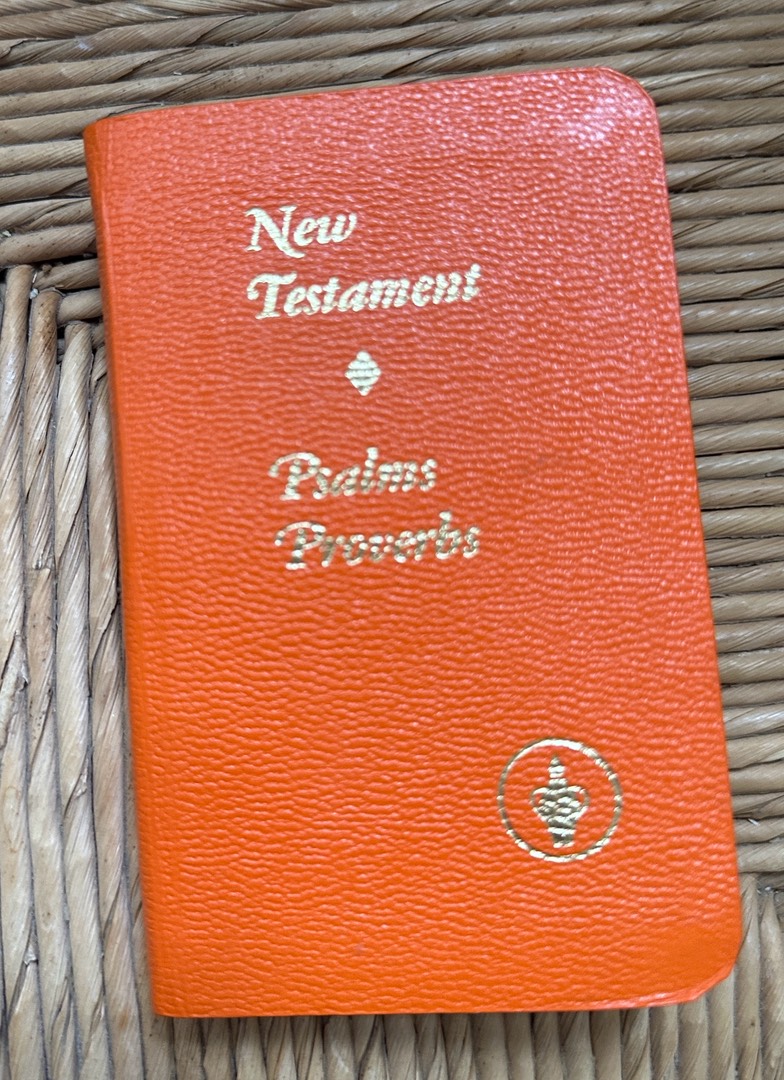 New
Testament
Psalms
Proverbs